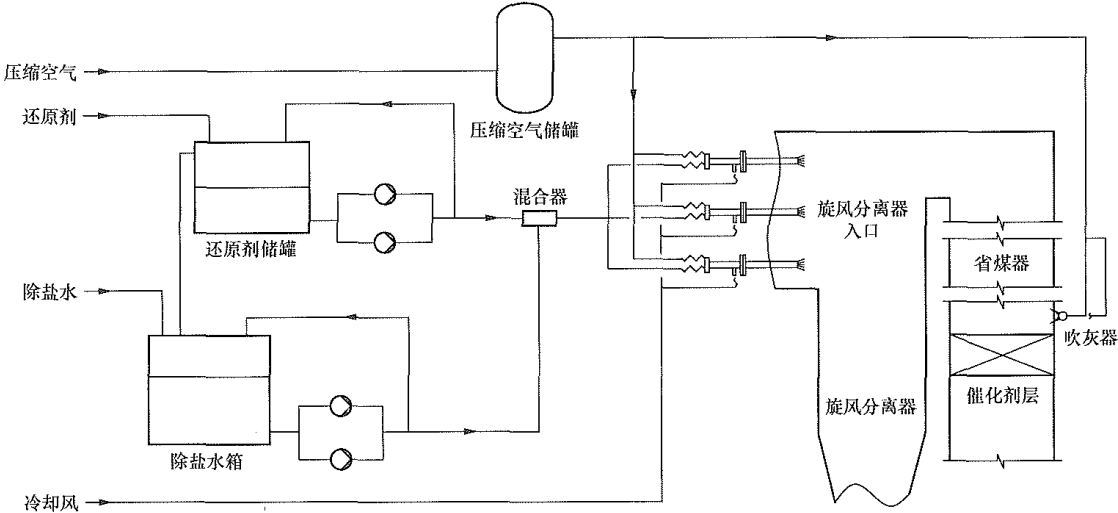 压缩空气
还原剂
压缩空气储罐
混合器
旋风分离器
入口
还原剂储罐
省煤器
除盐水
吹灰器
催化剂层
旋风分离器
除盐水箱
冷却风